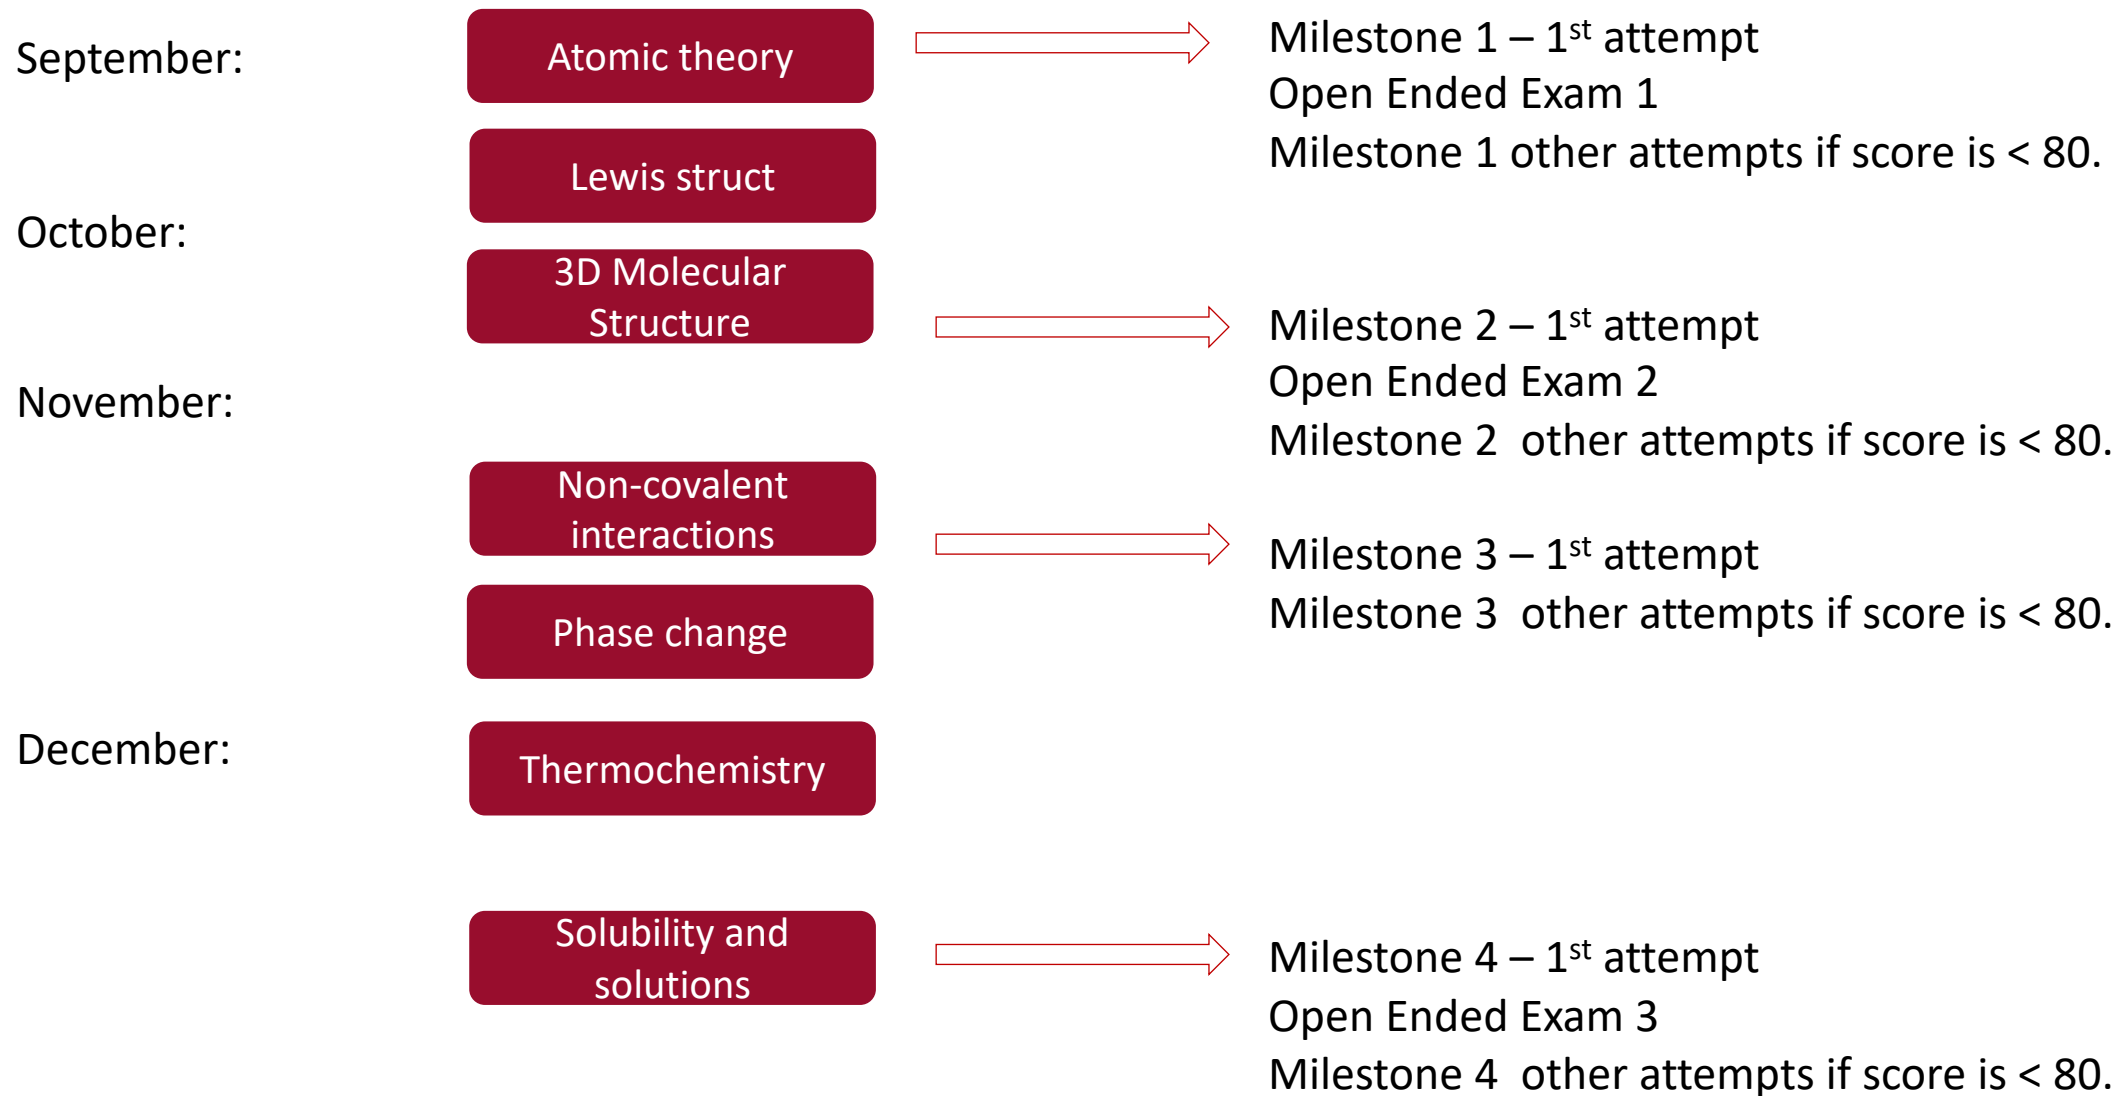 September:
Atomic theory
Milestone 1 – 1st attempt
Open Ended Exam 1
Milestone 1 other attempts if score is < 80.
Lewis struct
October:
3D Molecular
Structure
Milestone 2 – 1st attempt
Open Ended Exam 2
Milestone 2  other attempts if score is < 80.
November:
Non-covalent
interactions
Milestone 3 – 1st attempt
Milestone 3  other attempts if score is < 80.
Phase change
December:
Thermochemistry
Solubility and
solutions
Milestone 4 – 1st attempt
Open Ended Exam 3
Milestone 4  other attempts if score is < 80.